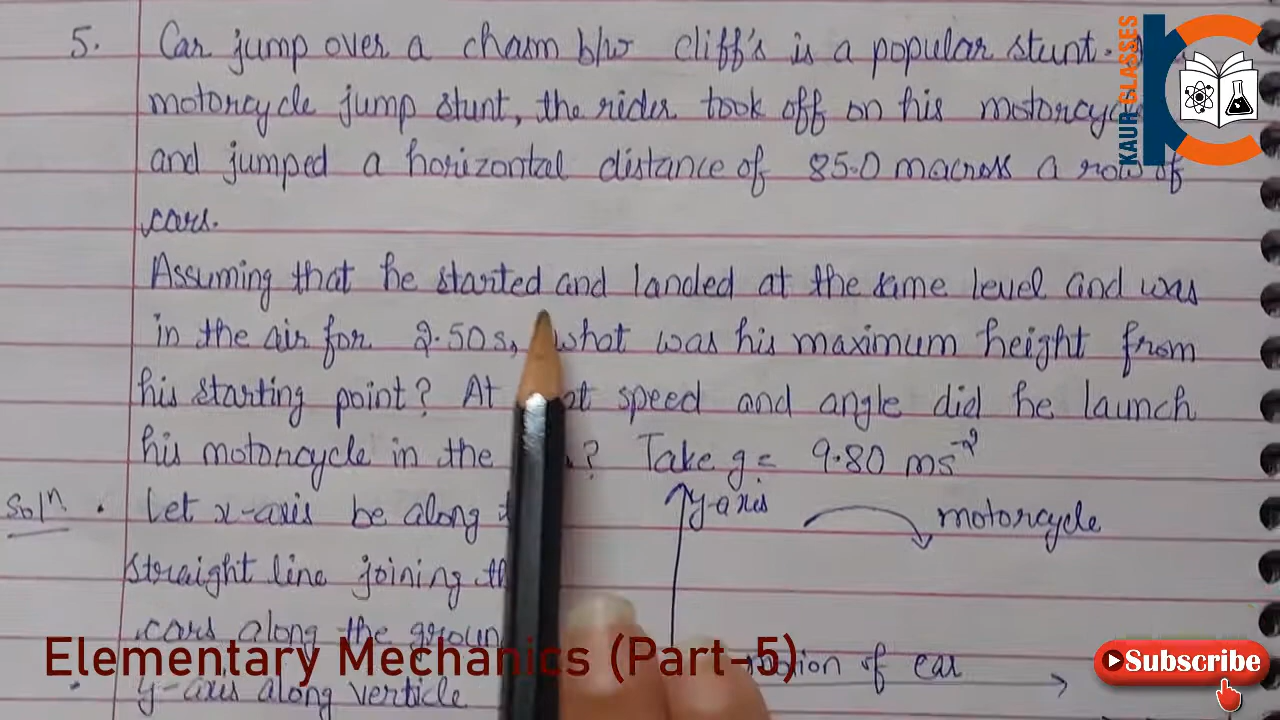 5. Car jump over a chasm b/w cliff's is a popular stunt.
motorcycle jump stunt, the rider took off on his
and jumped a horizontal distance of 85.0 m across a row of
cars.
Assuming that he started and landed at the same level and was
in the air for 2.50 s, what was his maximum height from
his starting point? At speed and angle did he launch
his motorcycle in the ? Take g = 9.80 ms⁻²
Soln . Let x-axis be along
straight line joining
cars along the
. y-axis along verticle
y-axis
motorcycle
of car
KAUR CLASSES
Elementary Mechanics (Part-5)
Subscribe